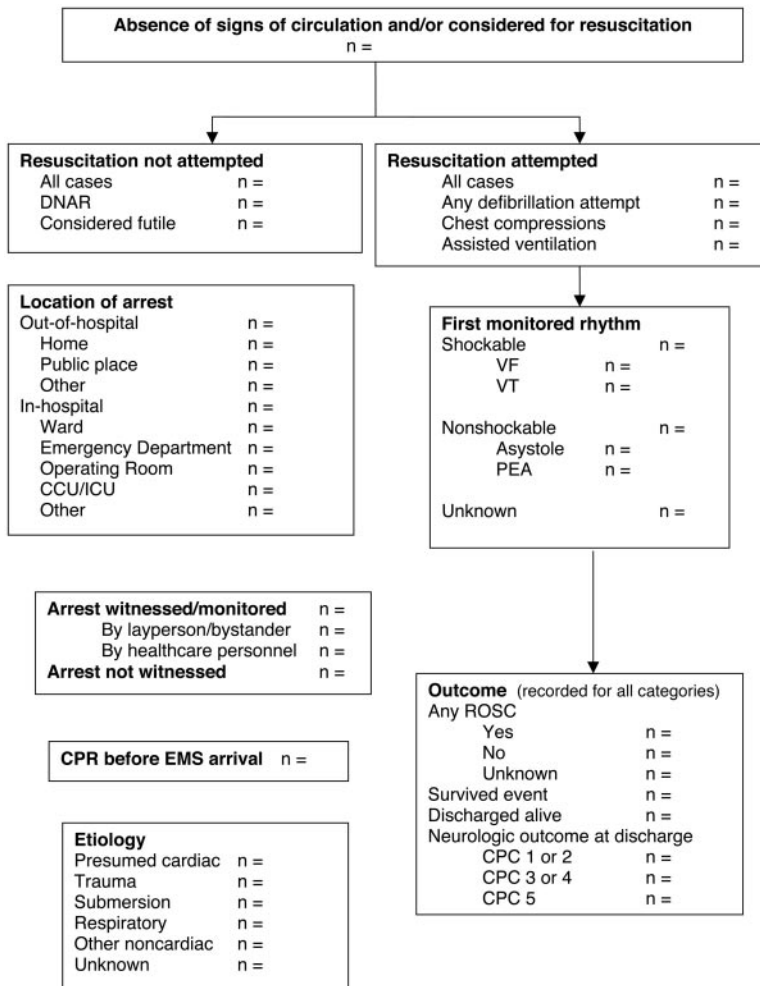 Absence of signs of circulation and/or considered for resuscitation
n =
Resuscitation not attempted
All cases n =
DNAR n =
Considered futile n =
Resuscitation attempted
All cases n =
Any defibrillation attempt n =
Chest compressions n =
Assisted ventilation n =
Location of arrest
Out-of-hospital n =
Home n =
Public place n =
Other n =
In-hospital n =
Ward n =
Emergency Department n =
Operating Room n =
CCU/ICU n =
Other n =
First monitored rhythm
Shockable n =
VF n =
VT n =
Nonshockable n =
Asystole n =
PEA n =
Unknown n =
Arrest witnessed/monitored n =
By layperson/bystander n =
By healthcare personnel n =
Arrest not witnessed n =
CPR before EMS arrival n =
Etiology
Presumed cardiac n =
Trauma n =
Submersion n =
Respiratory n =
Other noncardiac n =
Unknown n =
Outcome (recorded for all categories)
Any ROSC
Yes n =
No n =
Unknown n =
Survived event n =
Discharged alive n =
Neurologic outcome at discharge
CPC 1 or 2 n =
CPC 3 or 4 n =
CPC 5 n =